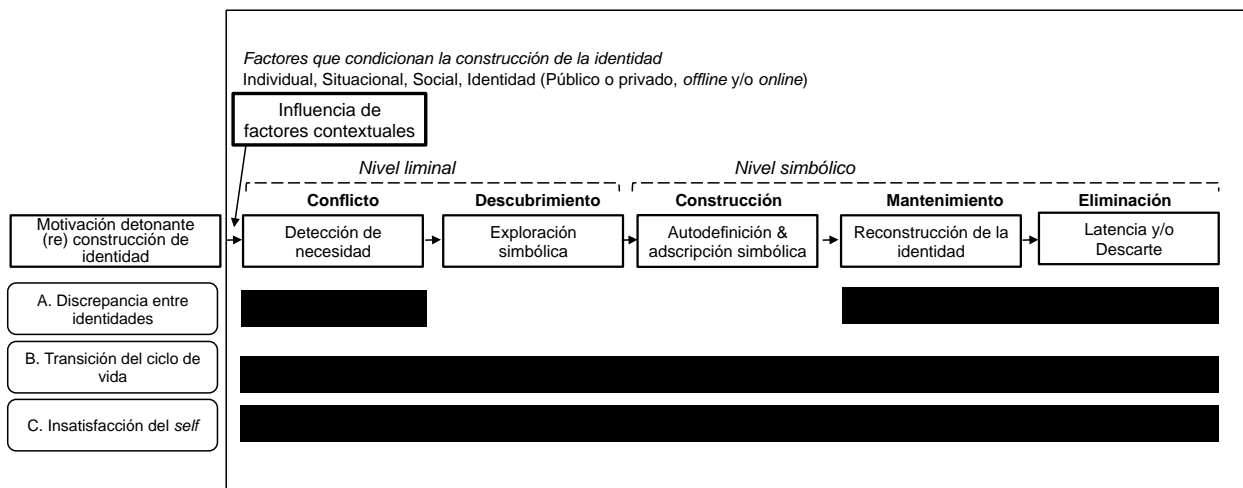 Factores que condicionan la construcción de la identidad
Individual, Situacional, Social, Identidad (Público o privado, offline y/o online)
Influencia de
factores contextuales
Nivel liminal
Nivel simbólico
Conflicto
Descubrimiento
Construcción
Mantenimiento
Eliminación
Motivación detonante
(re) construcción de
identidad
Detección de
necesidad
Exploración
simbólica
Autodefinición &
adscripción simbólica
Reconstrucción de la
identidad
Latencia y/o
Descarte
A. Discrepancia entre
identidades
B. Transición del ciclo de
vida
C. Insatisfacción del self